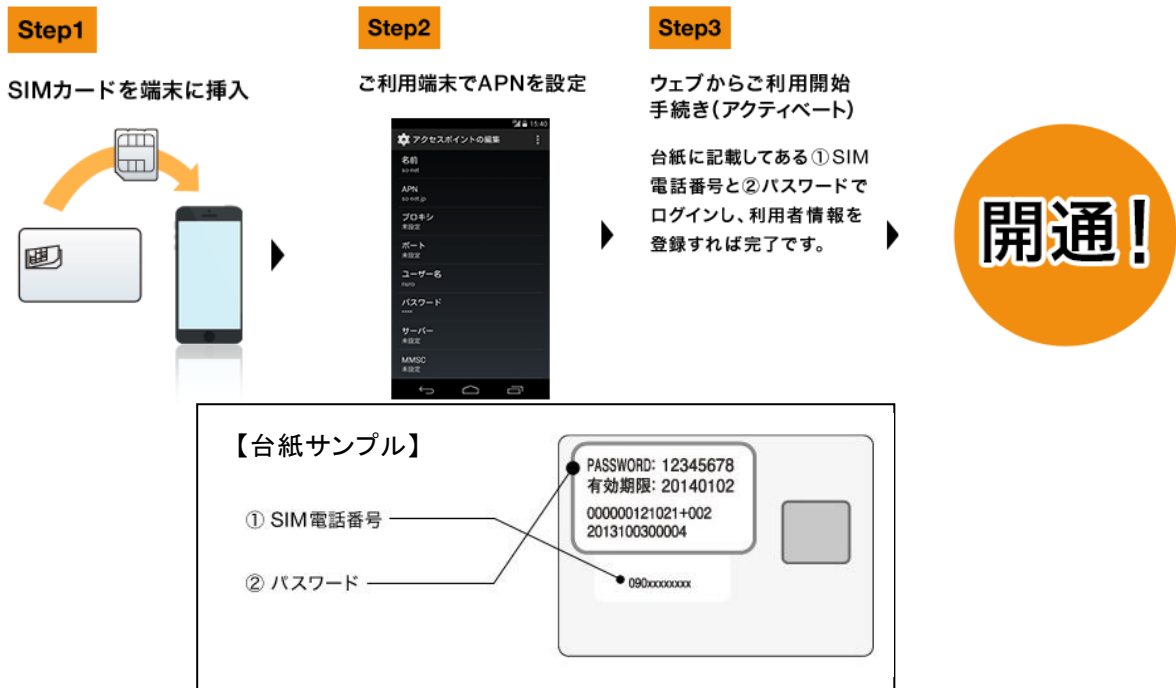 Step1
SIMカードを端末に挿入
Step2
ご利用端末でAPNを設定
15:40
アクセスポイントの編集
名前
so-net
APN
so-net.jp
プロキシ
未設定
ポート
未設定
ユーザー名
nuro
パスワード
****
サーバー
未設定
MMSC
未設定
Step3
ウェブからご利用開始
手続き(アクティベート)
台紙に記載してある①SIM
電話番号と②パスワードで
ログインし、利用者情報を
登録すれば完了です。
開通!
【台紙サンプル】
① SIM電話番号
② パスワード
PASSWORD: 12345678
有効期限: 20140102
000000121021+002
2013100300004
090xxxxxxxx